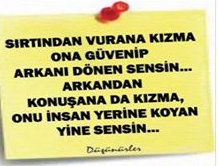 SIRTINDAN VURANA KIZMA
ONA GÜVENİP
ARKANI DÖNEN SENSİN...
ARKANDAN
KONUŞANA DA KIZMA,
ONU İNSAN YERİNE KOYAN
YİNE SENSİN...
Düşünürler